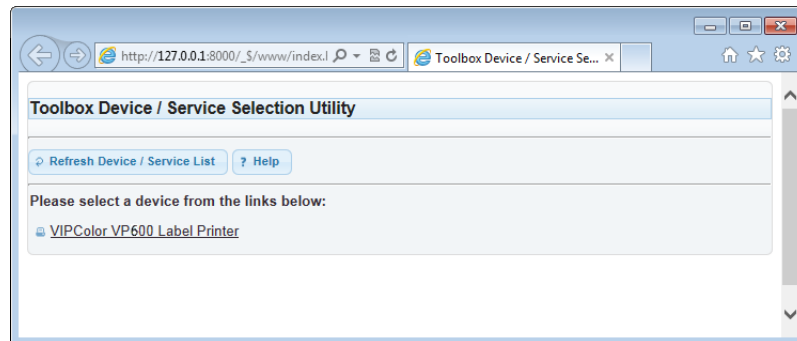 http://127.0.0.1:8000/_$/www/index.l
Toolbox Device / Service Se...
Toolbox Device / Service Selection Utility
Refresh Device / Service List
? Help
Please select a device from the links below:
VIPColor VP600 Label Printer